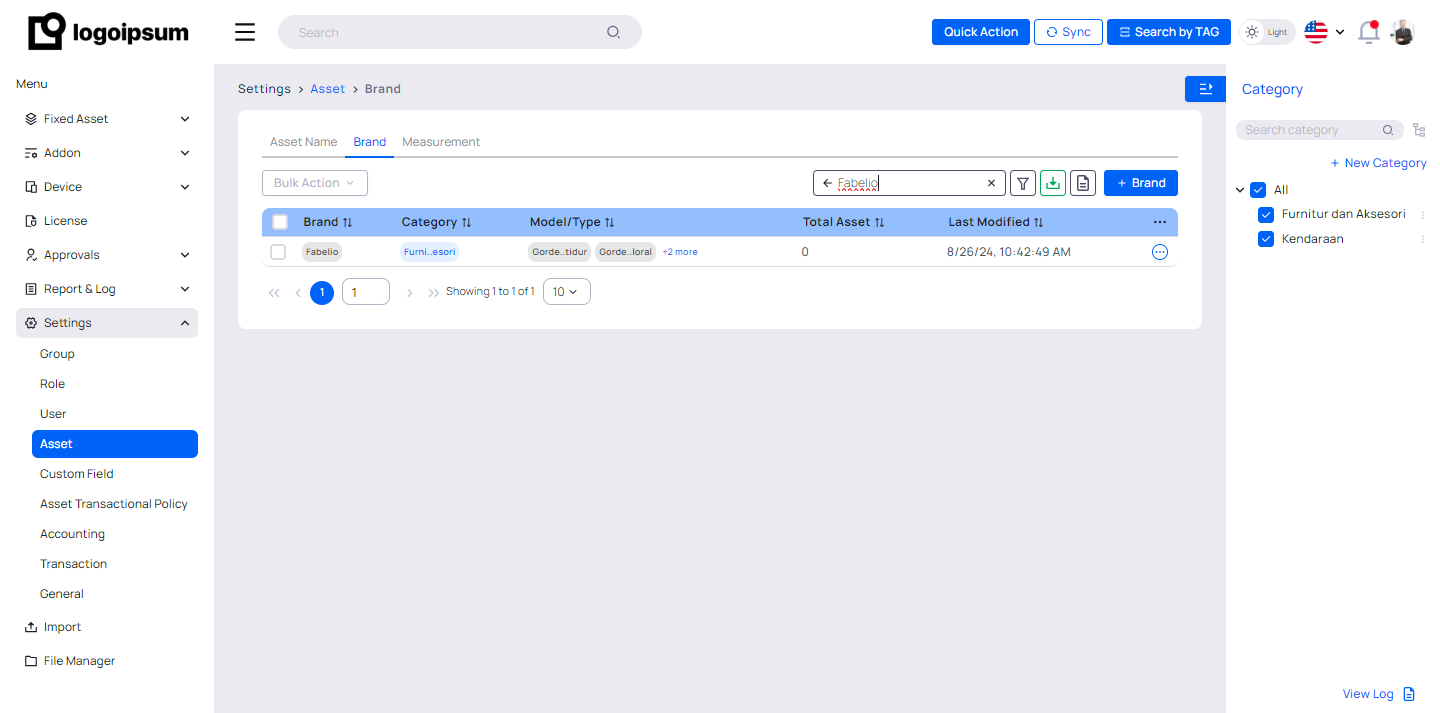 logoipsum
Search
Quick Action
Sync
Search by TAG
Light
Menu
Fixed Asset
Addon
Device
License
Approvals
Report & Log
Settings
Group
Role
User
Asset
Custom Field
Asset Transactional Policy
Accounting
Transaction
General
Import
File Manager
Settings > Asset > Brand
Asset Name Brand Measurement
Bulk Action
Fabelio
+ Brand
Brand Category Model/Type Total Asset Last Modified ...
Fabelio Furni..esori Gorde..tidur Gorde..loral +2 more 0 8/26/24, 10:42:49 AM
1 1 Showing 1 to 1 of 1 10
Category
Search category
+ New Category
All
Furnitur dan Aksesori
Kendaraan
View Log